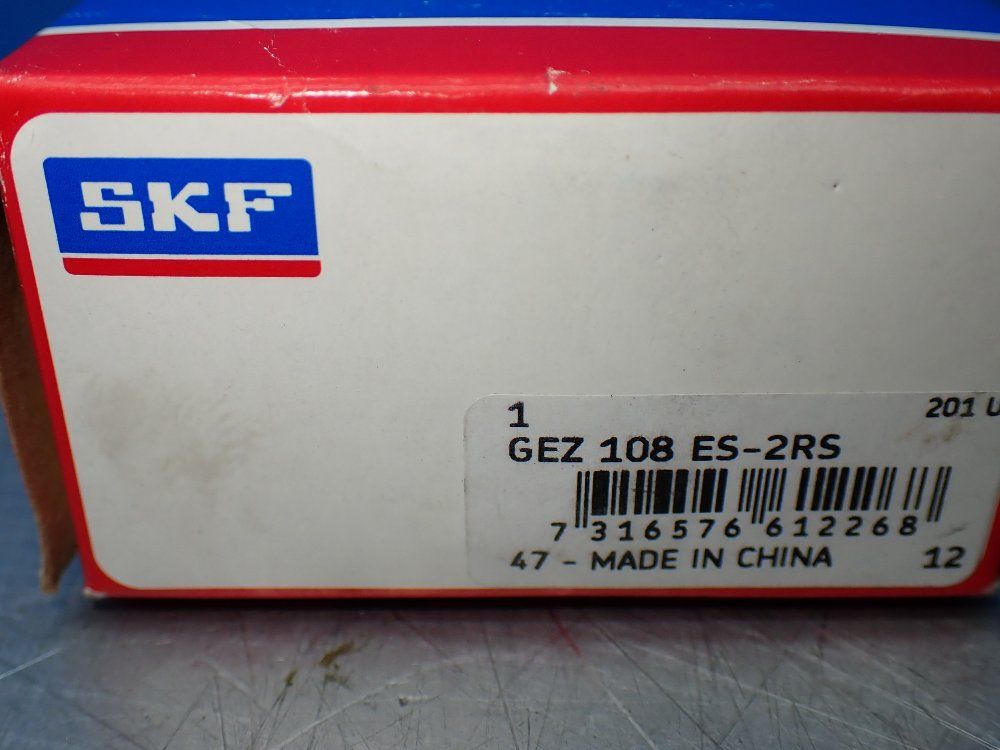 SKF
1
201 U
GEZ 108 ES-2RS
7 316576 612268
47 - MADE IN CHINA
12